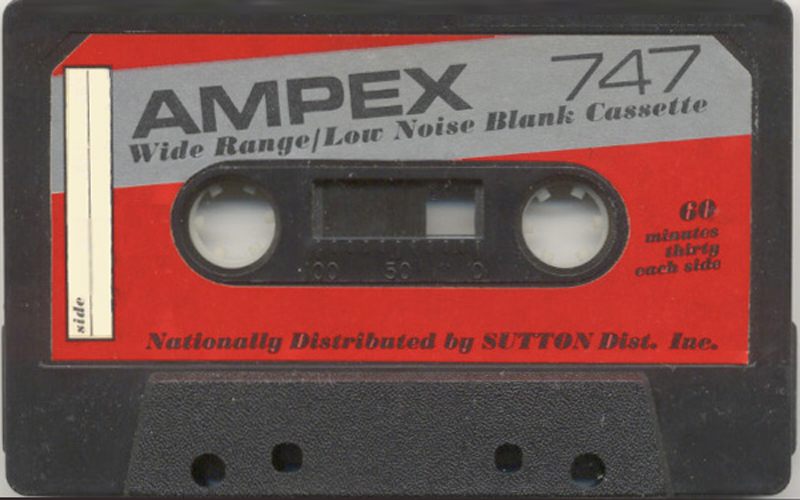 AMPEX 747
Wide Range/Low Noise Blank Cassette
60
minutes
thirty
each side
100 50 0
side
Nationally Distributed by SUTTON Dist. Inc.